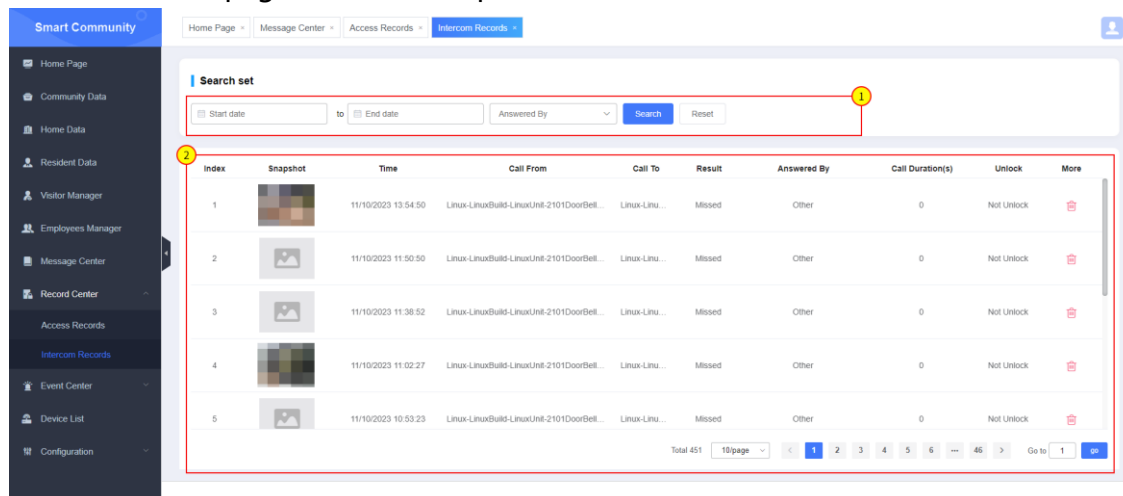 Smart Community
Home Page × Message Center × Access Records × Intercom Records ×
Home Page
Community Data
Home Data
Resident Data
Visitor Manager
Employees Manager
Message Center
Record Center
Access Records
Intercom Records
Event Center
Device List
Configuration
Search set
1
Start date to End date Answered By Search Reset
2
Index Snapshot Time Call From Call To Result Answered By Call Duration(s) Unlock More
1 11/10/2023 13:54:50 Linux-LinuxBuild-LinuxUnit-2101DoorBell... Linux-Linu... Missed Other 0 Not Unlock
2 11/10/2023 11:50:50 Linux-LinuxBuild-LinuxUnit-2101DoorBell... Linux-Linu... Missed Other 0 Not Unlock
3 11/10/2023 11:38:52 Linux-LinuxBuild-LinuxUnit-2101DoorBell... Linux-Linu... Missed Other 0 Not Unlock
4 11/10/2023 11:02:27 Linux-LinuxBuild-LinuxUnit-2101DoorBell... Linux-Linu... Missed Other 0 Not Unlock
5 11/10/2023 10:53:23 Linux-LinuxBuild-LinuxUnit-2101DoorBell... Linux-Linu... Missed Other 0 Not Unlock
Total 451 10/page < 1 2 3 4 5 6 ••• 46 > Go to 1 go